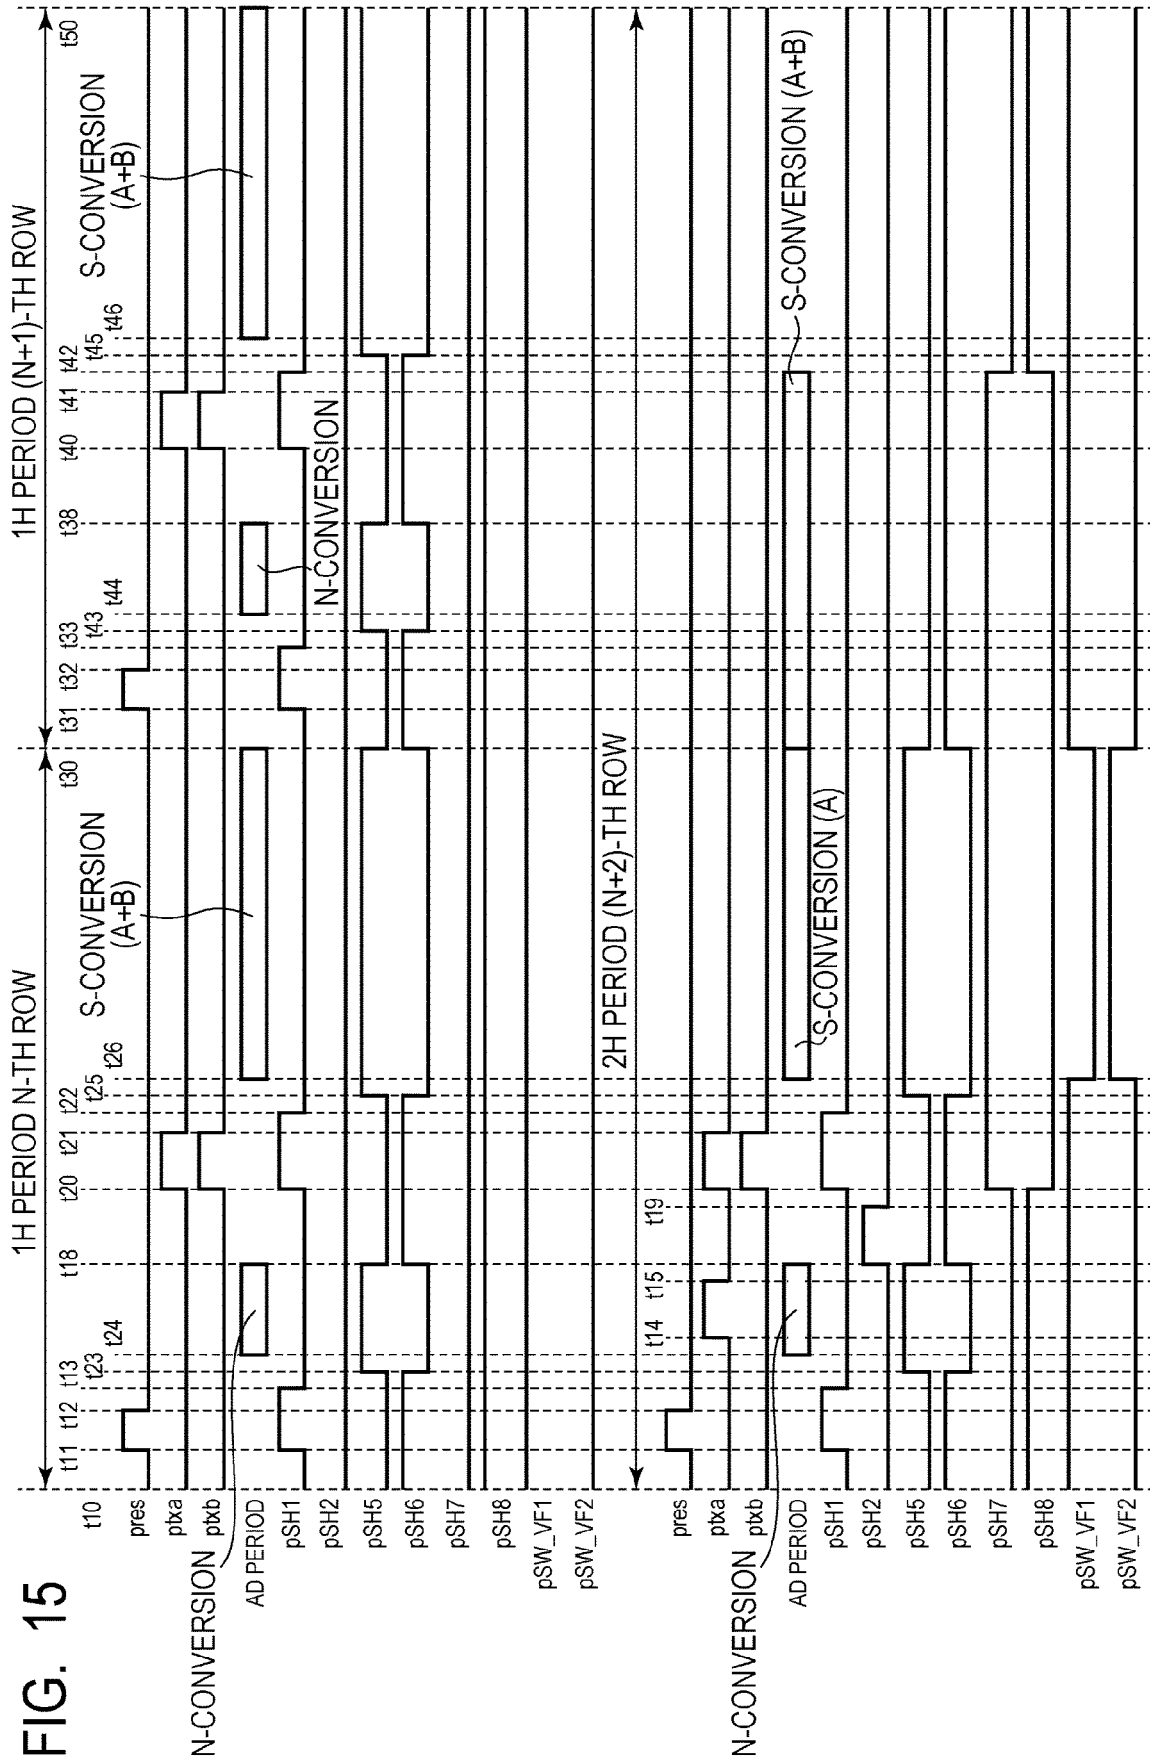 FIG. 15
1H PERIOD N-TH ROW
1H PERIOD (N+1)-TH ROW
t10
t11
t12
t13
t23
t24
t18
t20
t21
t22
t25
t26
t30
t31
t32
t33
t43
t44
t38
t40
t41
t42
t45
t46
t50
S-CONVERSION
(A+B)
S-CONVERSION
(A+B)
pres
ptxa
ptxb
N-CONVERSION
AD PERIOD
N-CONVERSION
pSH1
pSH2
pSH5
pSH6
pSH7
pSH8
pSW_VF1
pSW_VF2
2H PERIOD (N+2)-TH ROW
t14
t15
t19
pres
ptxa
ptxb
N-CONVERSION
AD PERIOD
S-CONVERSION (A)
S-CONVERSION (A+B)
pSH1
pSH2
pSH5
pSH6
pSH7
pSH8
pSW_VF1
pSW_VF2